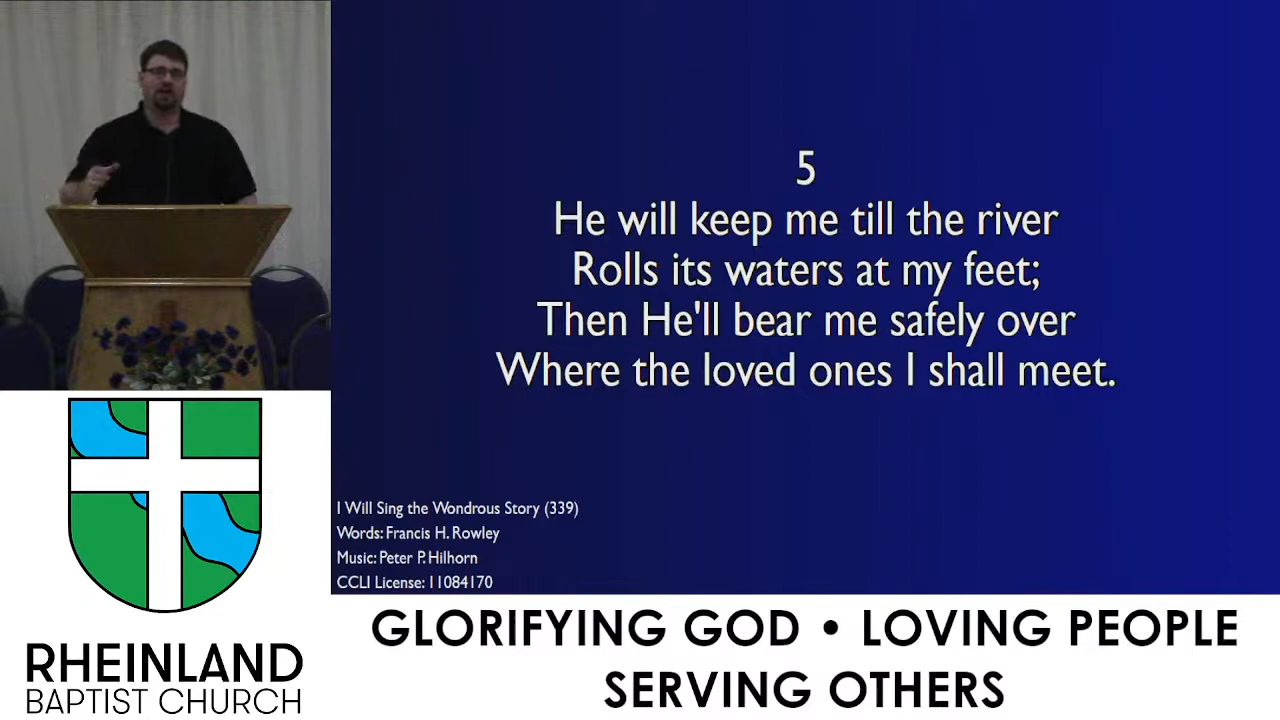 5
He will keep me till the river
Rolls its waters at my feet;
Then He'll bear me safely over
Where the loved ones I shall meet.
I Will Sing the Wondrous Story (339)
Words: Francis H. Rowley
Music: Peter P. Hilhorn
CCLI License: 11084170
RHEINLAND
BAPTIST CHURCH
GLORIFYING GOD • LOVING PEOPLE
SERVING OTHERS